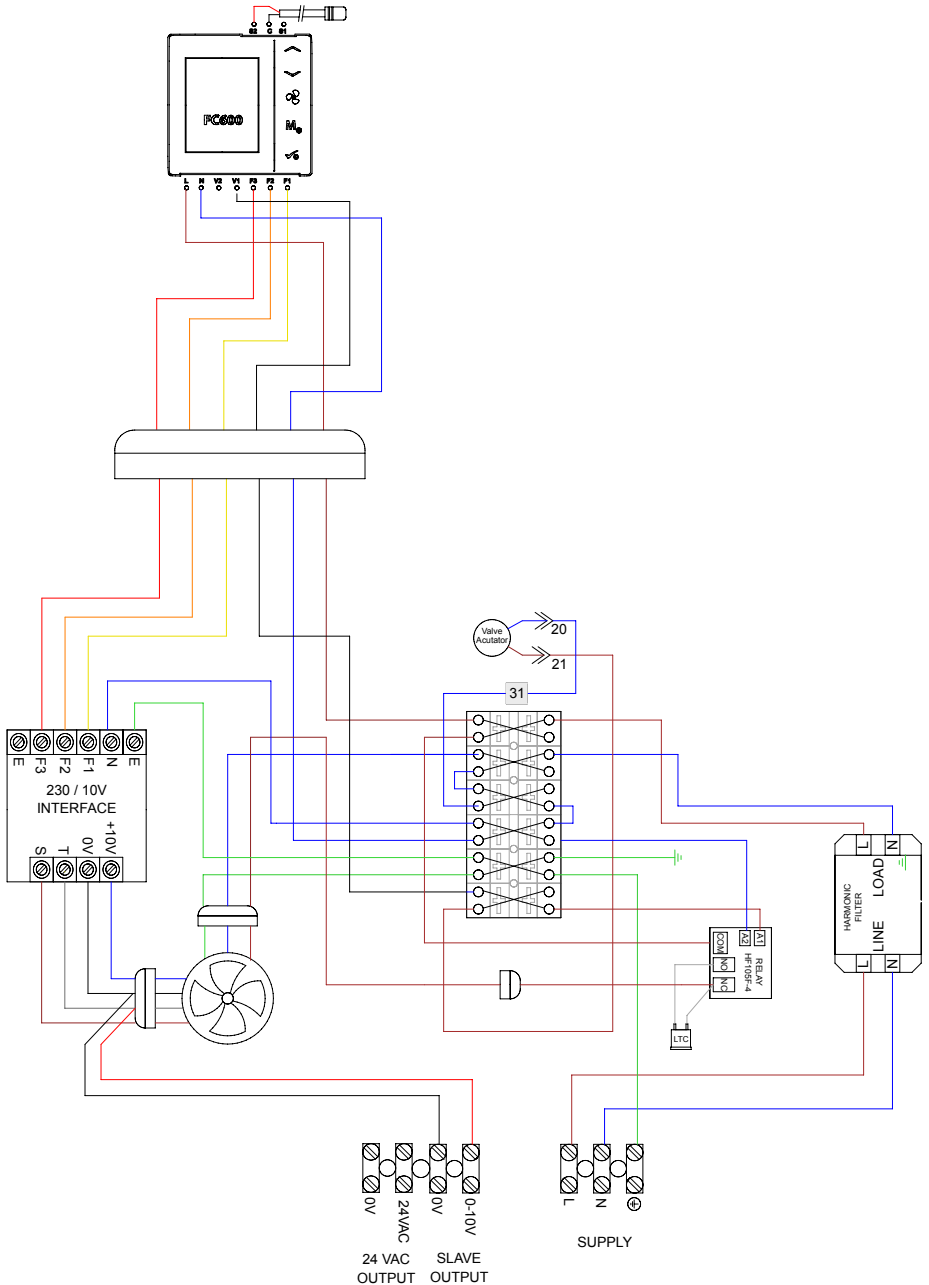 S2 C S1
FC600
M
L N V2 V1 F3 F2 F1
Valve
Acutator
20
21
31
E F3 F2 F1 N E
230 / 10V
INTERFACE
S T 0V +10V
L N
HARMONIC
FILTER
LINE LOAD
L N
COM A2 A1
NO
NC
RELAY
HF105F-4
LTC
0V 24VAC 0V 0-10V
24 VAC
OUTPUT
SLAVE
OUTPUT
L N
SUPPLY